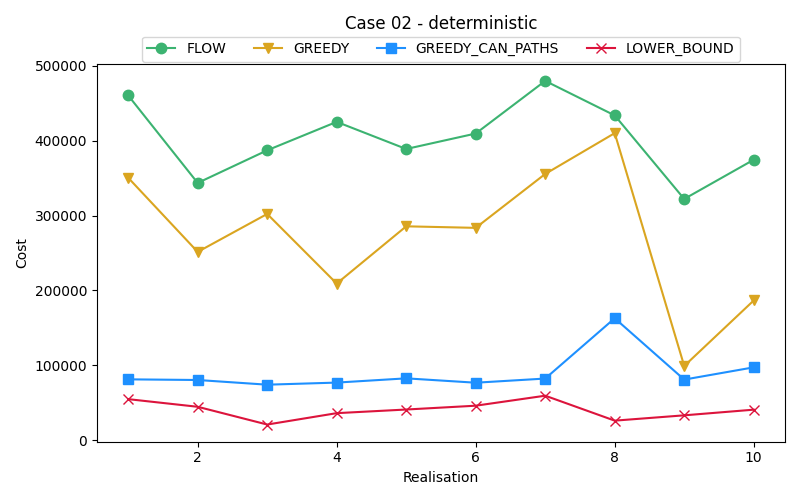 Case 02 - deterministic
FLOW GREEDY GREEDY_CAN_PATHS LOWER_BOUND
500000
400000
300000
200000
100000
0
Cost
2 4 6 8 10
Realisation